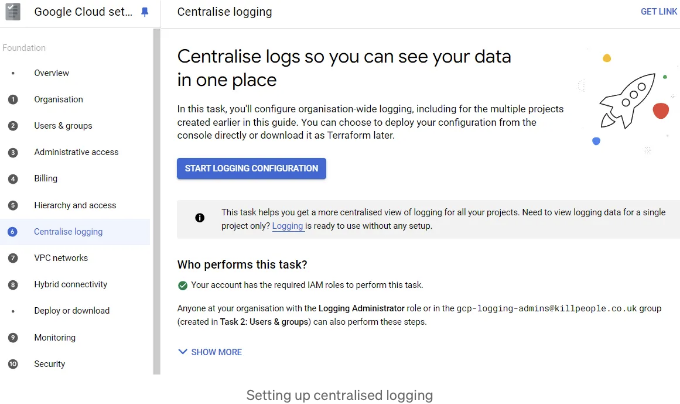 Google Cloud set...
Centralise logging
GET LINK
Foundation
Overview
1 Organisation
2 Users & groups
3 Administrative access
4 Billing
5 Hierarchy and access
6 Centralise logging
7 VPC networks
8 Hybrid connectivity
Deploy or download
9 Monitoring
10 Security
Centralise logs so you can see your data
in one place
In this task, you'll configure organisation-wide logging, including for the multiple projects
created earlier in this guide. You can choose to deploy your configuration from the
console directly or download it as Terraform later.
START LOGGING CONFIGURATION
This task helps you get a more centralised view of logging for all your projects. Need to view logging data for a single
project only? Logging is ready to use without any setup.
Who performs this task?
Your account has the required IAM roles to perform this task.
Anyone at your organisation with the Logging Administrator role or in the gcp-logging-admins@killpeople.co.uk group
(created in Task 2: Users & groups) can also perform these steps.
SHOW MORE
Setting up centralised logging